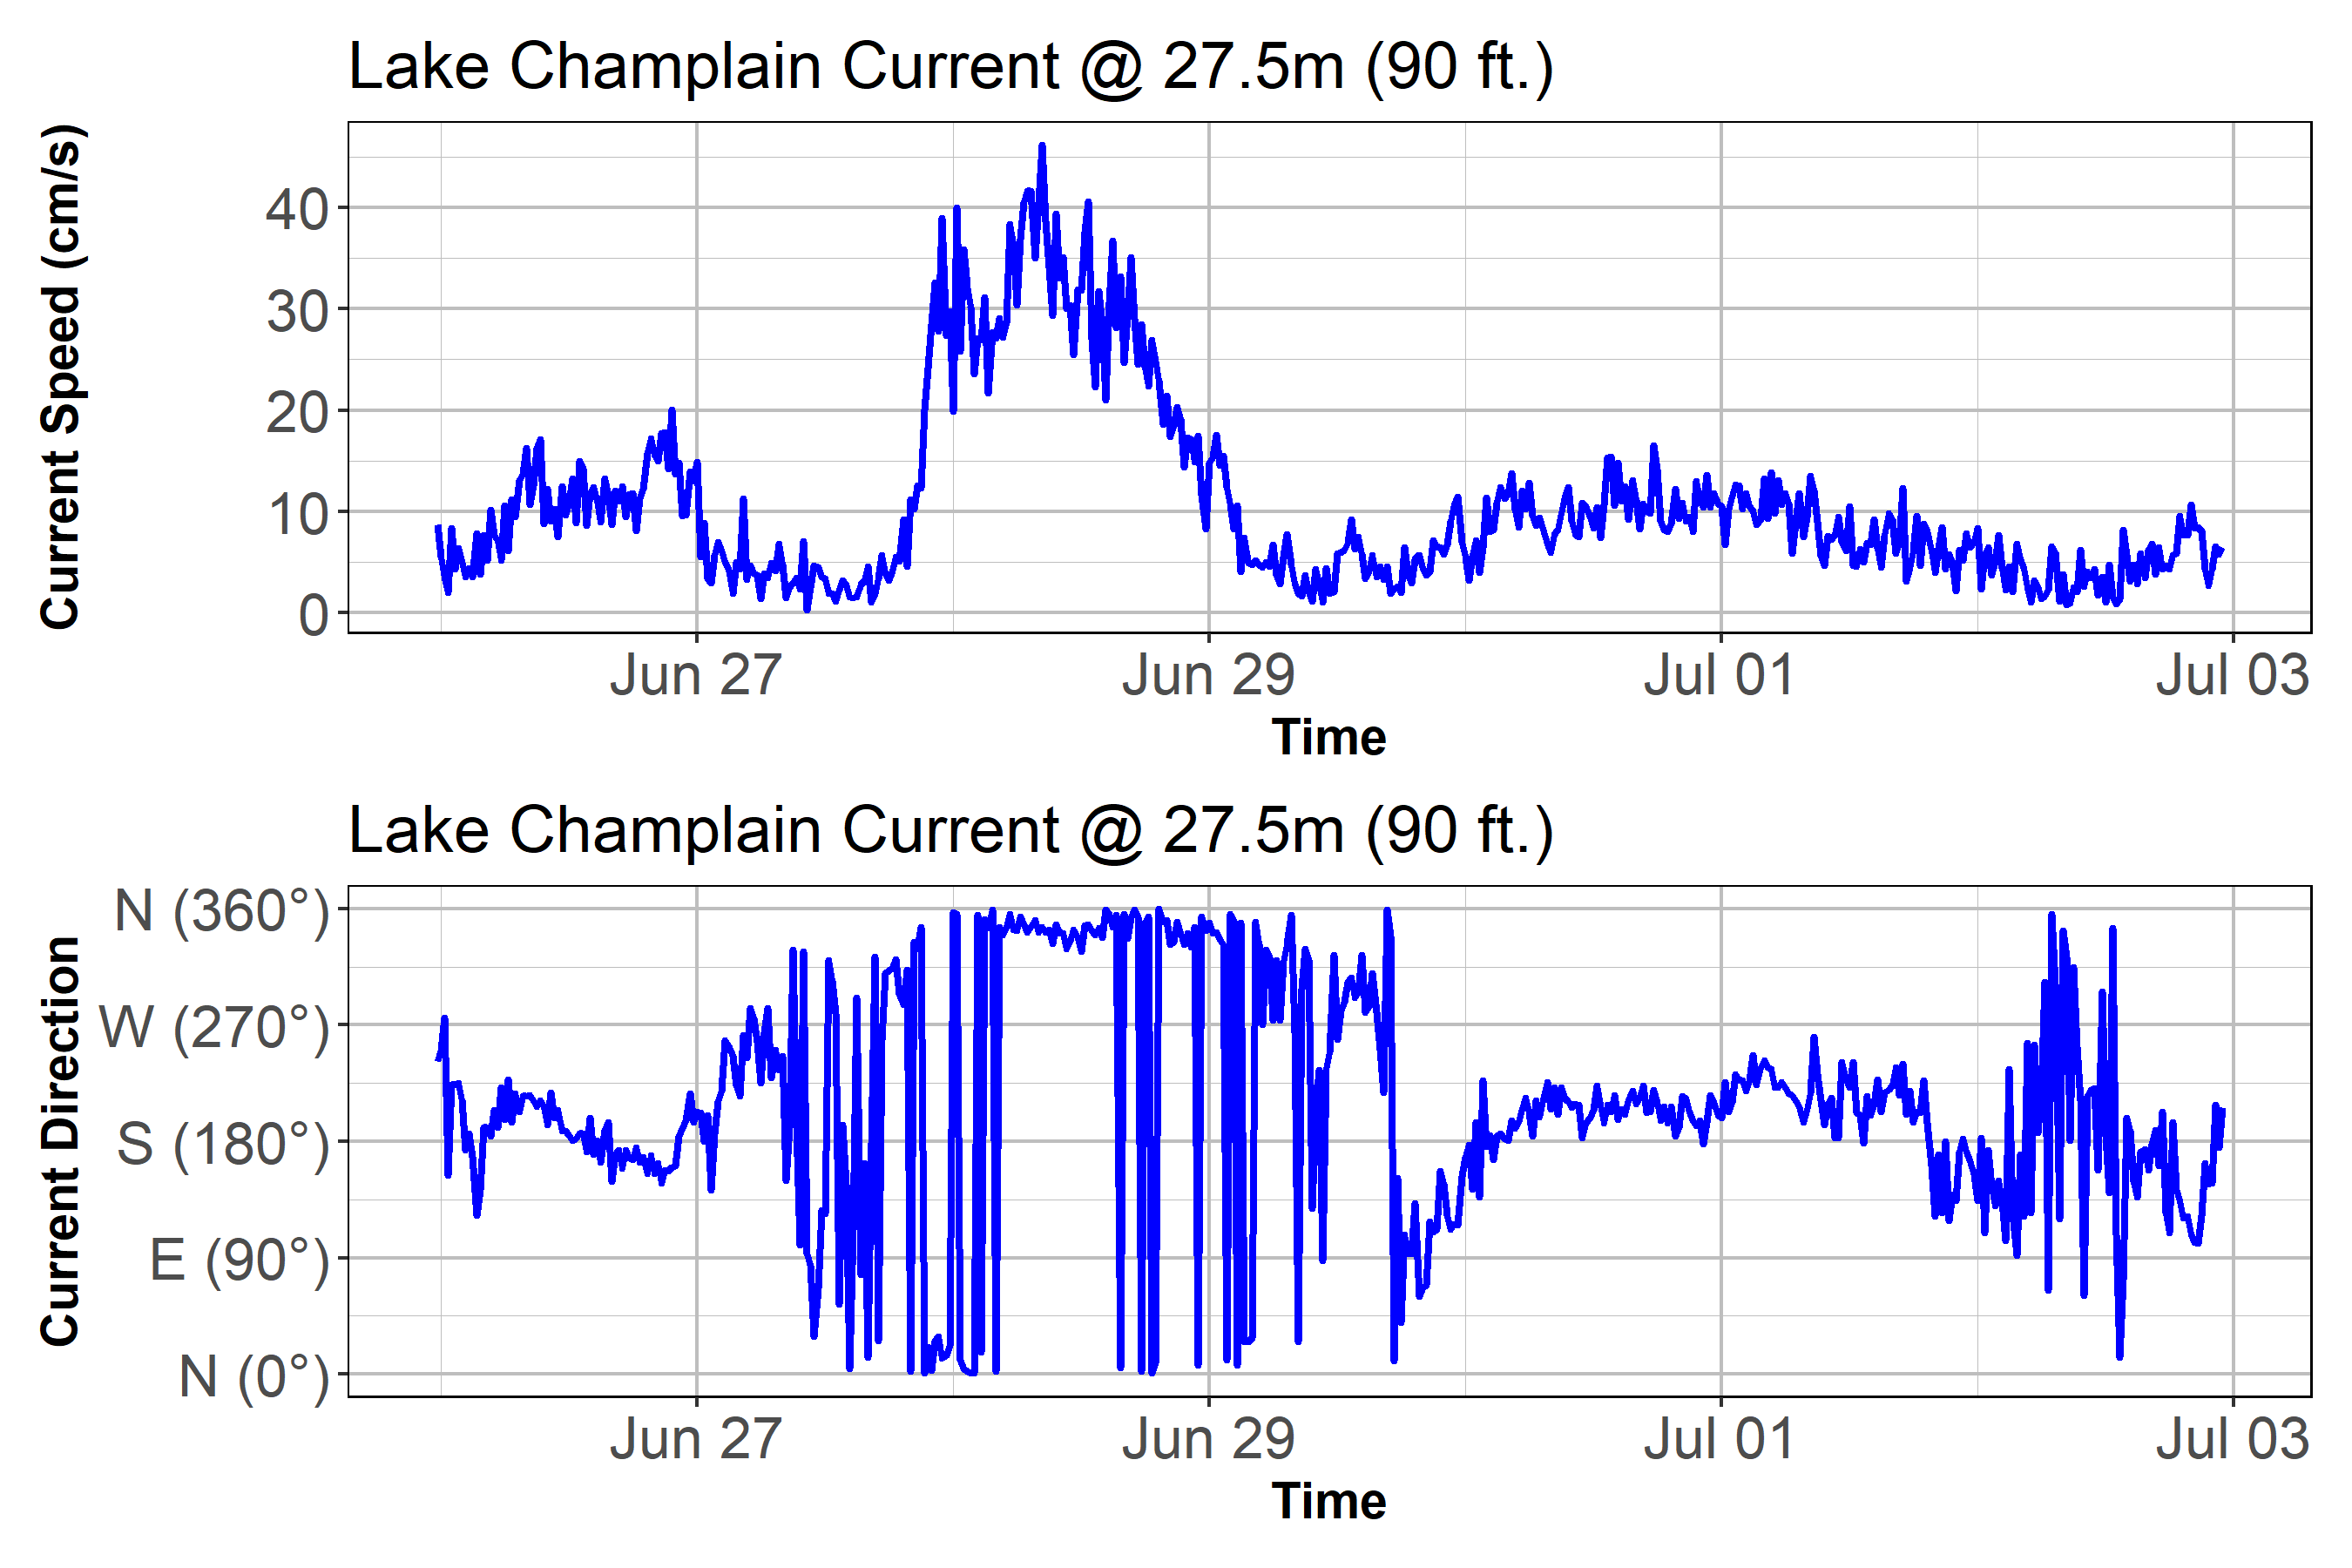 Lake Champlain Current @ 27.5m (90 ft.)
Current Speed (cm/s)
40
30
20
10
0
Jun 27 Jun 29 Jul 01 Jul 03
Time
Lake Champlain Current @ 27.5m (90 ft.)
Current Direction
N (360°)
W (270°)
S (180°)
E (90°)
N (0°)
Jun 27 Jun 29 Jul 01 Jul 03
Time